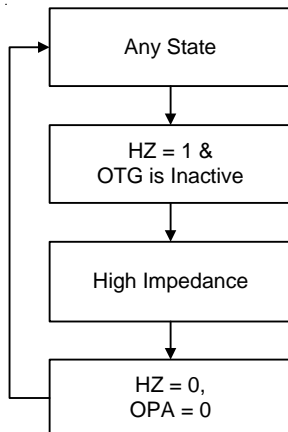 Any State
HZ = 1 &
OTG is Inactive
High Impedance
HZ = 0,
OPA = 0